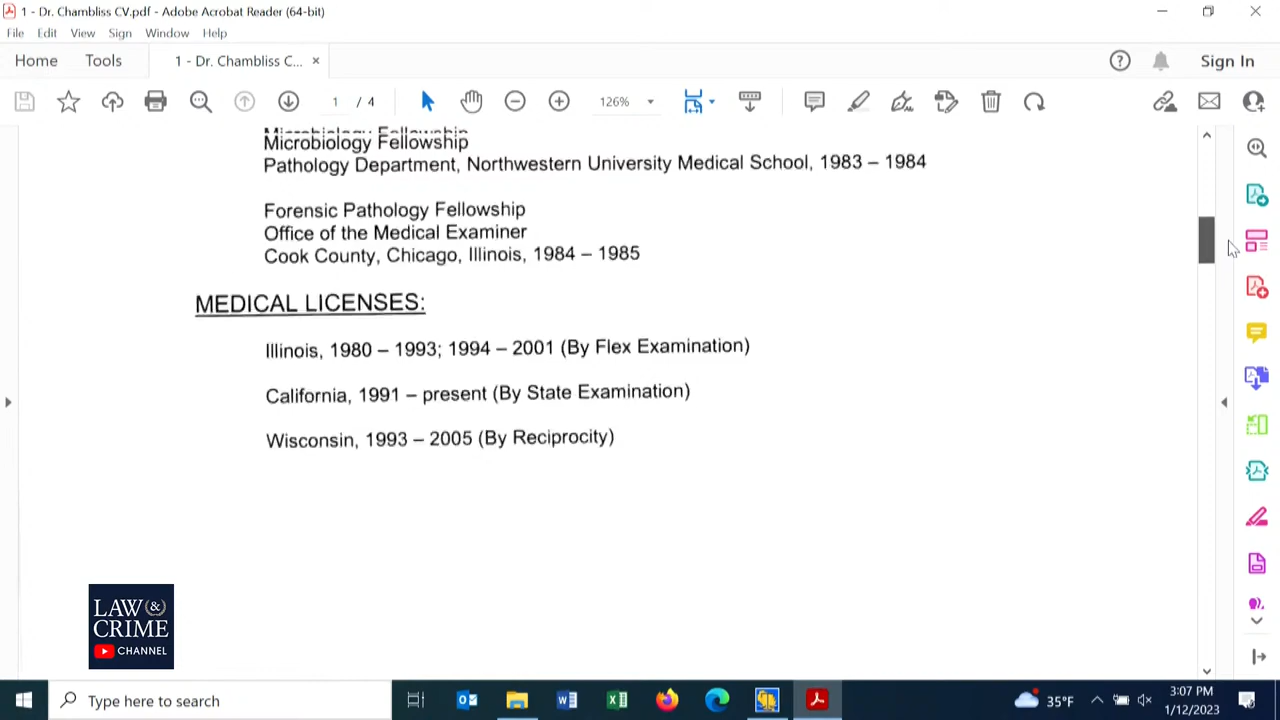 1 - Dr. Chambliss CV.pdf - Adobe Acrobat Reader (64-bit)
File Edit View Sign Window Help
Home Tools 1 - Dr. Chambliss C... × Sign In
1 / 4 126%
Microbiology Fellowship
Pathology Department, Northwestern University Medical School, 1983 – 1984
Forensic Pathology Fellowship
Office of the Medical Examiner
Cook County, Chicago, Illinois, 1984 – 1985
MEDICAL LICENSES:
Illinois, 1980 – 1993; 1994 – 2001 (By Flex Examination)
California, 1991 – present (By State Examination)
Wisconsin, 1993 – 2005 (By Reciprocity)
LAW &
CRIME
CHANNEL
Type here to search
35°F
3:07 PM
1/12/2023